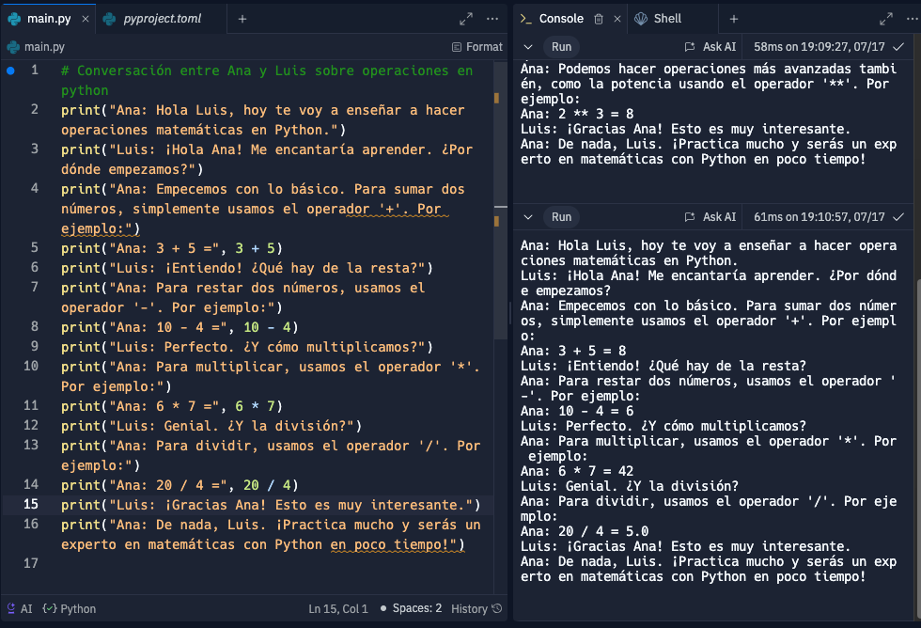 main.py
pyproject.toml
main.py
Format
1 # Conversación entre Ana y Luis sobre operaciones en
python
2 print("Ana: Hola Luis, hoy te voy a enseñar a hacer
operaciones matemáticas en Python.")
3 print("Luis: ¡Hola Ana! Me encantaría aprender. ¿Por
dónde empezamos?")
4 print("Ana: Empecemos con lo básico. Para sumar dos
números, simplemente usamos el operador '+'. Por
ejemplo:")
5 print("Ana: 3 + 5 =", 3 + 5)
6 print("Luis: ¡Entiendo! ¿Qué hay de la resta?")
7 print("Ana: Para restar dos números, usamos el
operador '-'. Por ejemplo:")
8 print("Ana: 10 - 4 =", 10 - 4)
9 print("Luis: Perfecto. ¿Y cómo multiplicamos?")
10 print("Ana: Para multiplicar, usamos el operador '*'.
Por ejemplo:")
11 print("Ana: 6 * 7 =", 6 * 7)
12 print("Luis: Genial. ¿Y la división?")
13 print("Ana: Para dividir, usamos el operador '/'. Por
ejemplo:")
14 print("Ana: 20 / 4 =", 20 / 4)
15 print("Luis: ¡Gracias Ana! Esto es muy interesante.")
16 print("Ana: De nada, Luis. ¡Practica mucho y serás un
experto en matemáticas con Python en poco tiempo!")
17
AI {✓} Python
Ln 15, Col 1 • Spaces: 2 History
Console
Shell
Run
Ask AI
58ms on 19:09:27, 07/17
Ana: Podemos hacer operaciones más avanzadas tambi
én, como la potencia usando el operador '**'. Por
ejemplo:
Ana: 2 ** 3 = 8
Luis: ¡Gracias Ana! Esto es muy interesante.
Ana: De nada, Luis. ¡Practica mucho y serás un exp
erto en matemáticas con Python en poco tiempo!
Run
Ask AI
61ms on 19:10:57, 07/17
Ana: Hola Luis, hoy te voy a enseñar a hacer opera
ciones matemáticas en Python.
Luis: ¡Hola Ana! Me encantaría aprender. ¿Por dónd
e empezamos?
Ana: Empecemos con lo básico. Para sumar dos númer
os, simplemente usamos el operador '+'. Por ejempl
o:
Ana: 3 + 5 = 8
Luis: ¡Entiendo! ¿Qué hay de la resta?
Ana: Para restar dos números, usamos el operador '
-'. Por ejemplo:
Ana: 10 - 4 = 6
Luis: Perfecto. ¿Y cómo multiplicamos?
Ana: Para multiplicar, usamos el operador '*'. Por
ejemplo:
Ana: 6 * 7 = 42
Luis: Genial. ¿Y la división?
Ana: Para dividir, usamos el operador '/'. Por eje
mplo:
Ana: 20 / 4 = 5.0
Luis: ¡Gracias Ana! Esto es muy interesante.
Ana: De nada, Luis. ¡Practica mucho y serás un exp
erto en matemáticas con Python en poco tiempo!